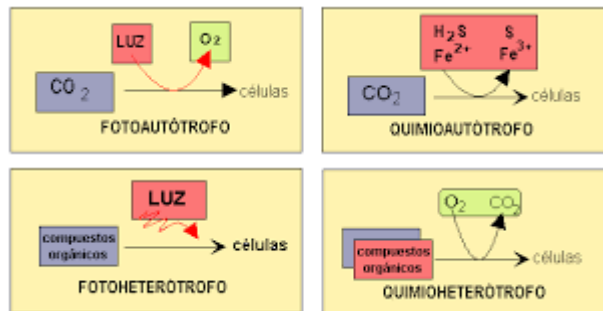 LUZ O2
CO2 células
FOTOAUTÓTROFO
H2S S
Fe2+ Fe3+
CO2 células
QUIMIOAUTÓTROFO
LUZ
compuestos
orgánicos
células
FOTOHETERÓTROFO
O2 CO2
compuestos
orgánicos
células
QUIMIOHETERÓTROFO